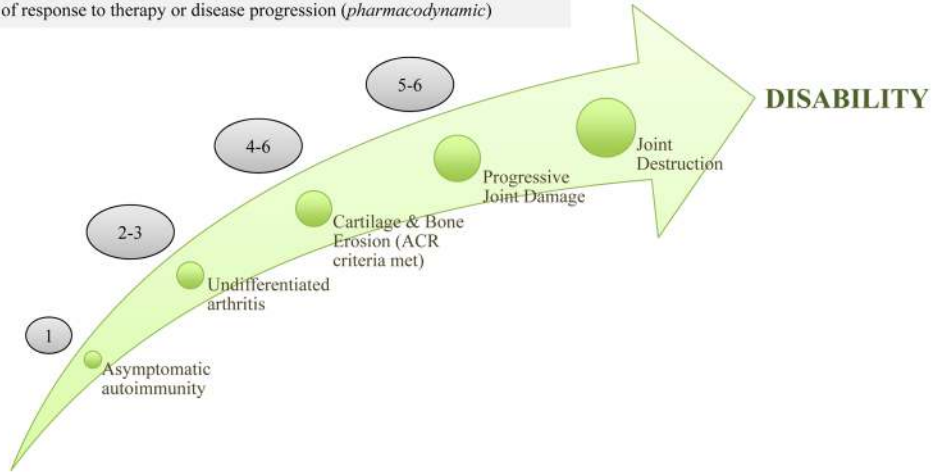 of response to therapy or disease progression (pharmacodynamic)
5-6
DISABILITY
4-6
Joint
Destruction
Progressive
Joint Damage
2-3
Cartilage & Bone
Erosion (ACR
criteria met)
Undifferentiated
arthritis
1
Asymptomatic
autoimmunity